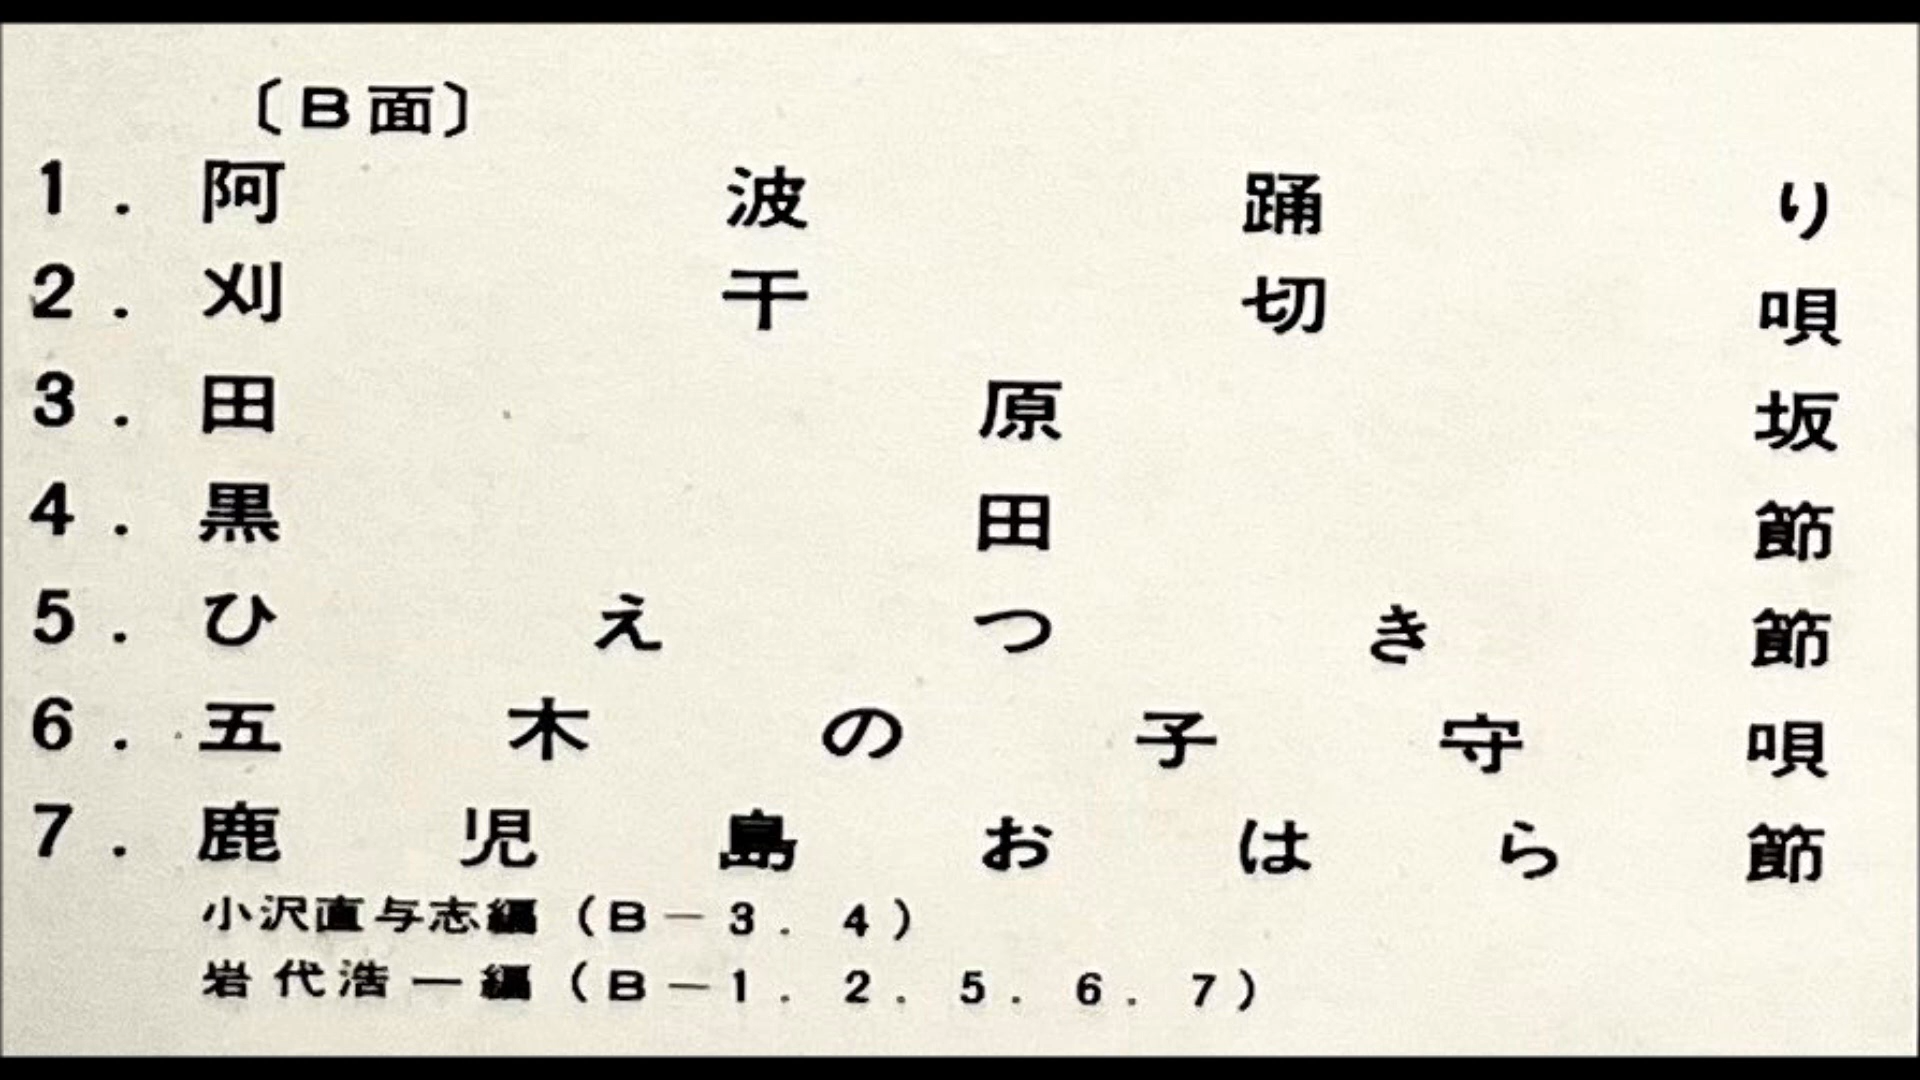 〔B面〕
1. 阿波踊り
2. 刈干切唄
3. 田原坂
4. 黒田節
5. ひえつき節
6. 五木の子守唄
7. 鹿児島おはら節
小沢直与志編（B－3. 4）
岩代浩一編（B－1. 2. 5. 6. 7）